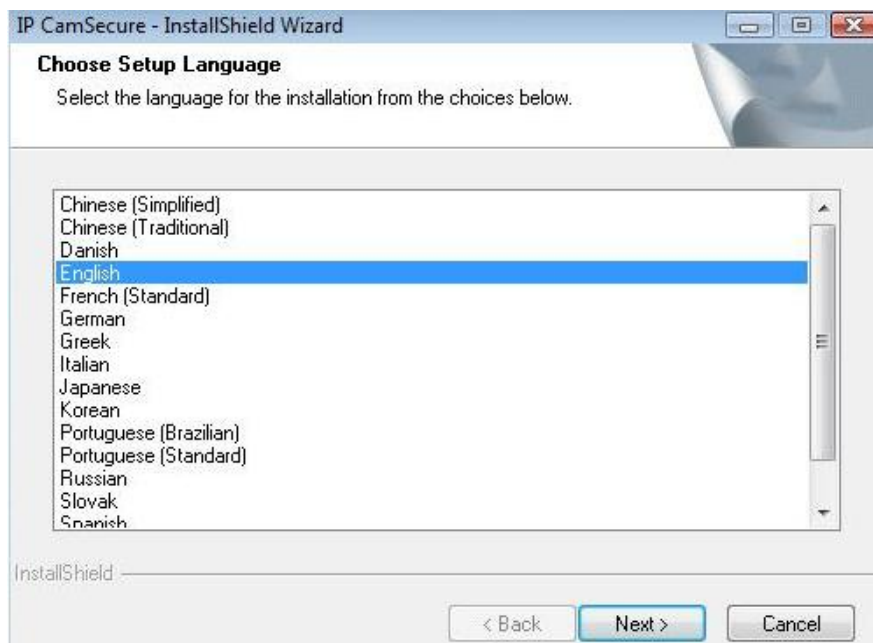 IP CamSecure - InstallShield Wizard
Choose Setup Language
Select the language for the installation from the choices below.
Chinese (Simplified)
Chinese (Traditional)
Danish
English
French (Standard)
German
Greek
Italian
Japanese
Korean
Portuguese (Brazilian)
Portuguese (Standard)
Russian
Slovak
Spanish
InstallShield
< Back
Next >
Cancel